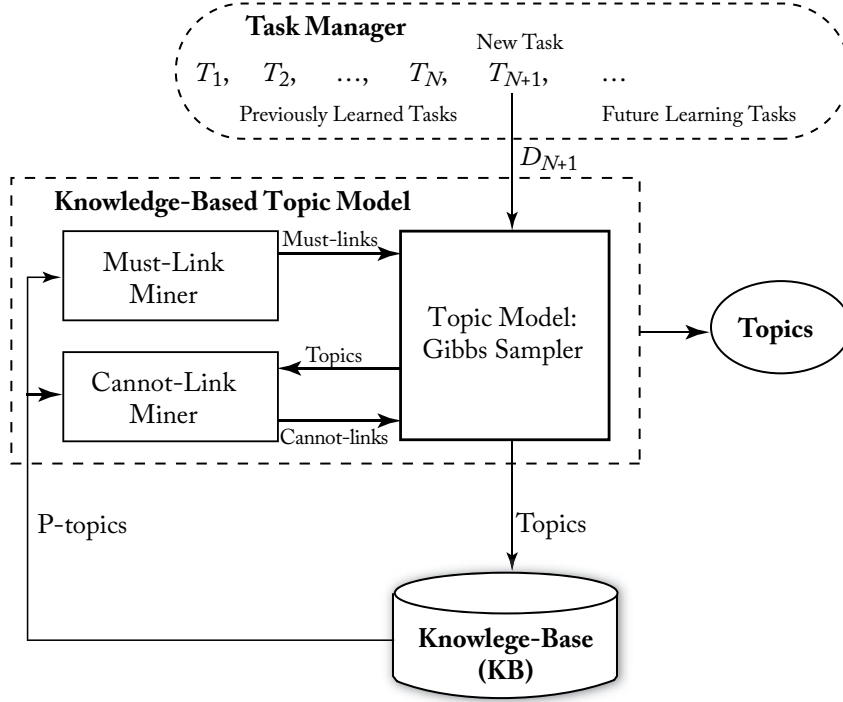 Task Manager
New Task
T1, T2, ..., TN, TN+1, ...
Previously Learned Tasks
Future Learning Tasks
DN+1
Knowledge-Based Topic Model
Must-links
Must-Link
Miner
Topic Model:
Gibbs Sampler
Topics
Topics
Cannot-Link
Miner
Cannot-links
P-topics
Topics
Knowlege-Base
(KB)